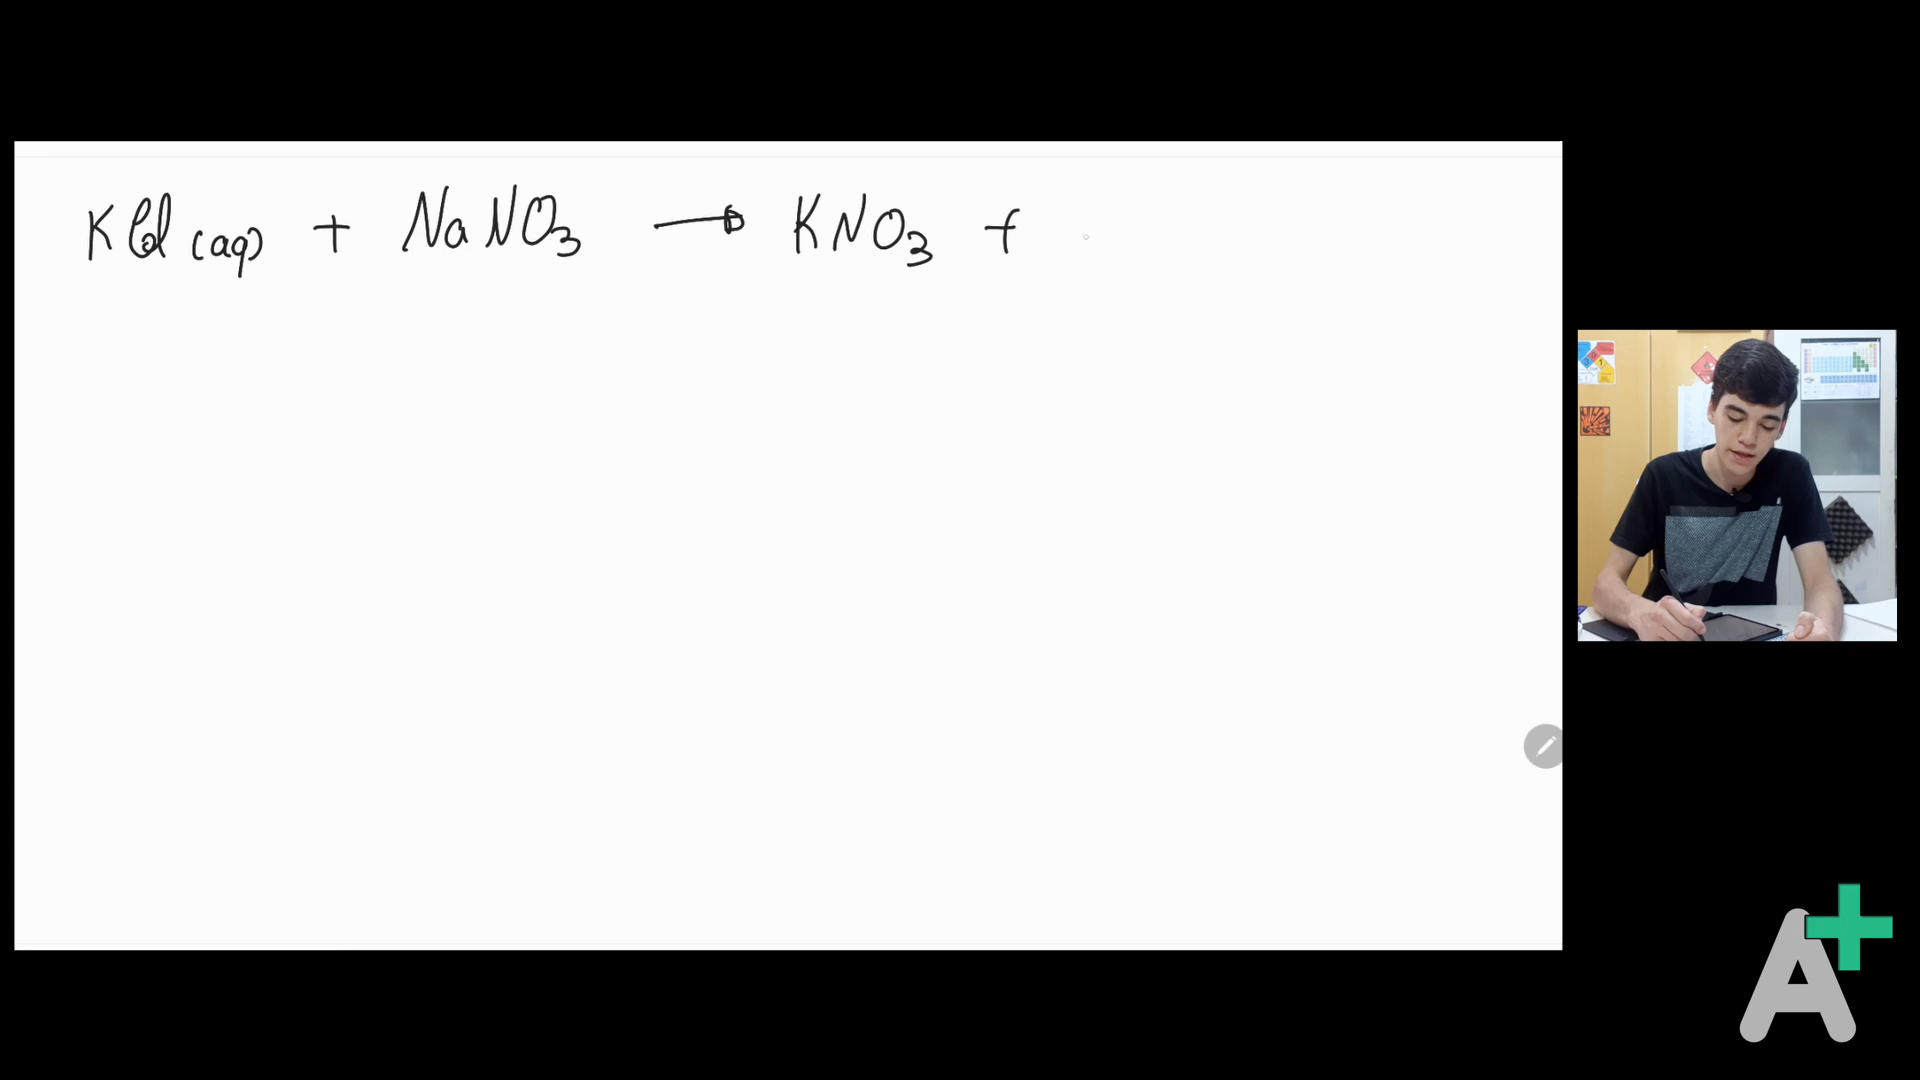 KCl (aq) + NaNO3 → KNO3 +
A+